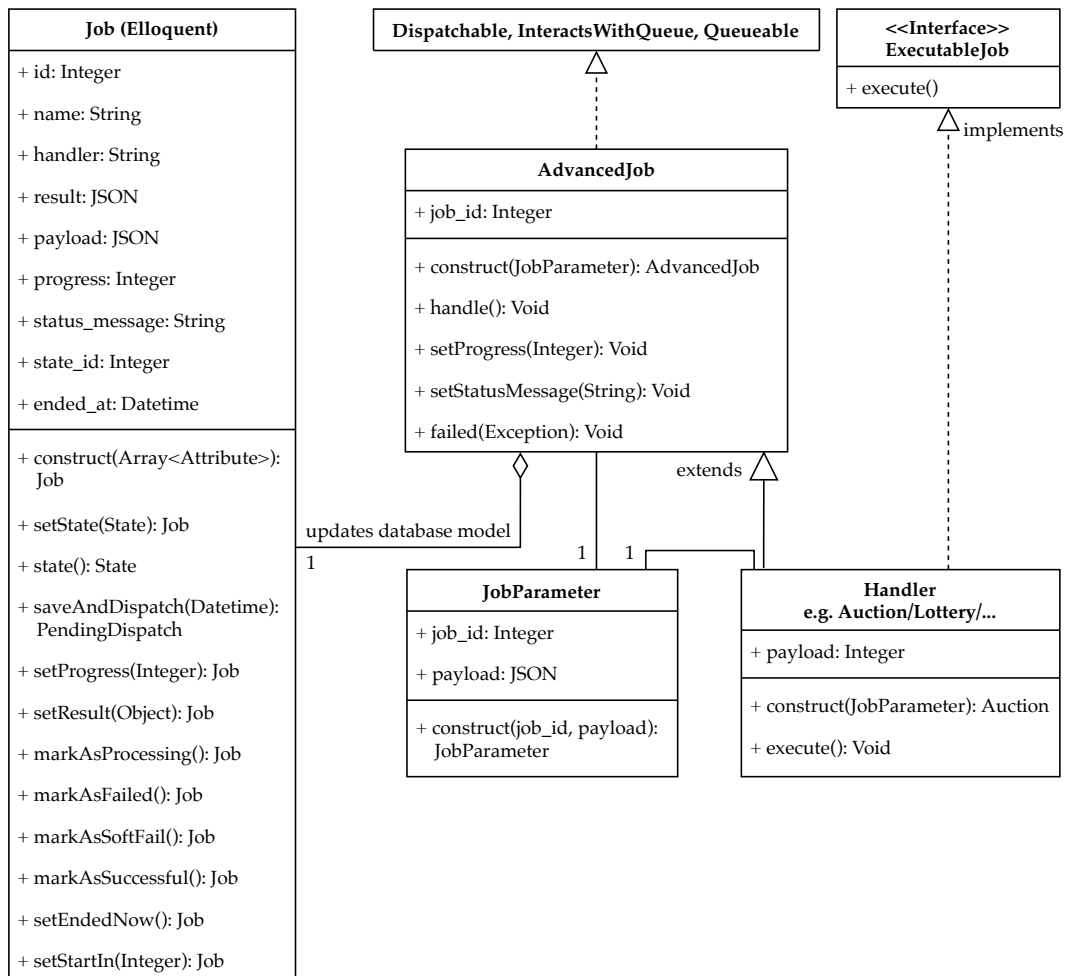 Job (Elloquent)
+ id: Integer
+ name: String
+ handler: String
+ result: JSON
+ payload: JSON
+ progress: Integer
+ status_message: String
+ state_id: Integer
+ ended_at: Datetime
+ construct(Array<Attribute>):
Job
+ setState(State): Job
+ state(): State
+ saveAndDispatch(Datetime):
PendingDispatch
+ setProgress(Integer): Job
+ setResult(Object): Job
+ markAsProcessing(): Job
+ markAsFailed(): Job
+ markAsSoftFail(): Job
+ markAsSuccessful(): Job
+ setEndedNow(): Job
+ setStartIn(Integer): Job
Dispatchable, InteractsWithQueue, Queueable
<<Interface>>
ExecutableJob
+ execute()
implements
AdvancedJob
+ job_id: Integer
+ construct(JobParameter): AdvancedJob
+ handle(): Void
+ setProgress(Integer): Void
+ setStatusMessage(String): Void
+ failed(Exception): Void
extends
updates database model
1
1
1
JobParameter
+ job_id: Integer
+ payload: JSON
+ construct(job_id, payload):
JobParameter
Handler
e.g. Auction/Lottery/...
+ payload: Integer
+ construct(JobParameter): Auction
+ execute(): Void